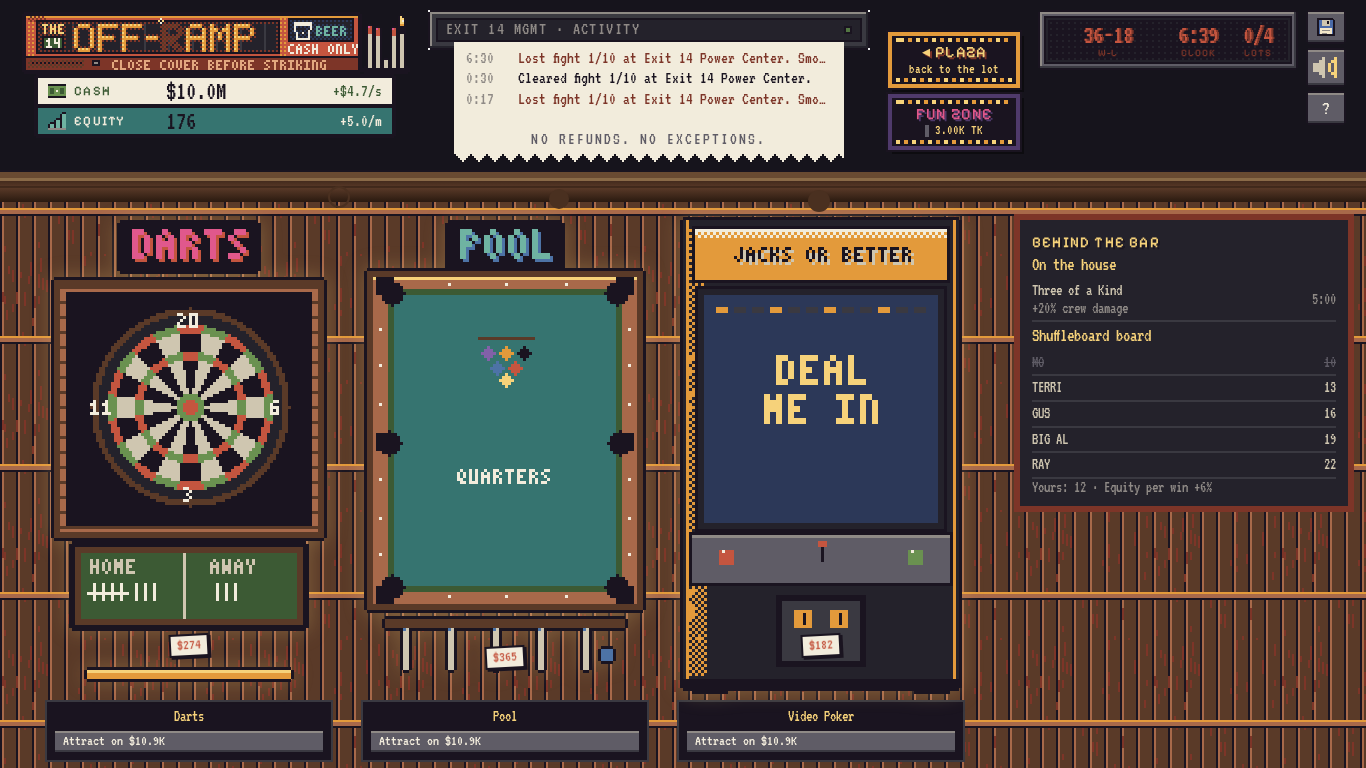 THE
14
OFF-RAMP
BEER
CASH ONLY
CLOSE COVER BEFORE STRIKING
CASH
$10.0M
+$4.7/s
EQUITY
176
+5.0/m
EXIT 14 MGMT · ACTIVITY
6:30 Lost fight 1/10 at Exit 14 Power Center. Smo…
0:30 Cleared fight 1/10 at Exit 14 Power Center.
0:17 Lost fight 1/10 at Exit 14 Power Center. Smo…
NO REFUNDS. NO EXCEPTIONS.
◀ PLAZA
back to the lot
FUN ZONE
3.00K TK
36-18 6:39 0/4
W-L CLOCK LOTS
?
DARTS
20
11
6
3
HOME AWAY
$274
Darts
Attract on $10.9K
POOL
QUARTERS
$365
Pool
Attract on $10.9K
JACKS OR BETTER
DEAL
ME IN
$182
Video Poker
Attract on $10.9K
BEHIND THE BAR
On the house
Three of a Kind
+20% crew damage
5:00
Shuffleboard board
MO 10
TERRI 13
GUS 16
BIG AL 19
RAY 22
Yours: 12 · Equity per win +6%